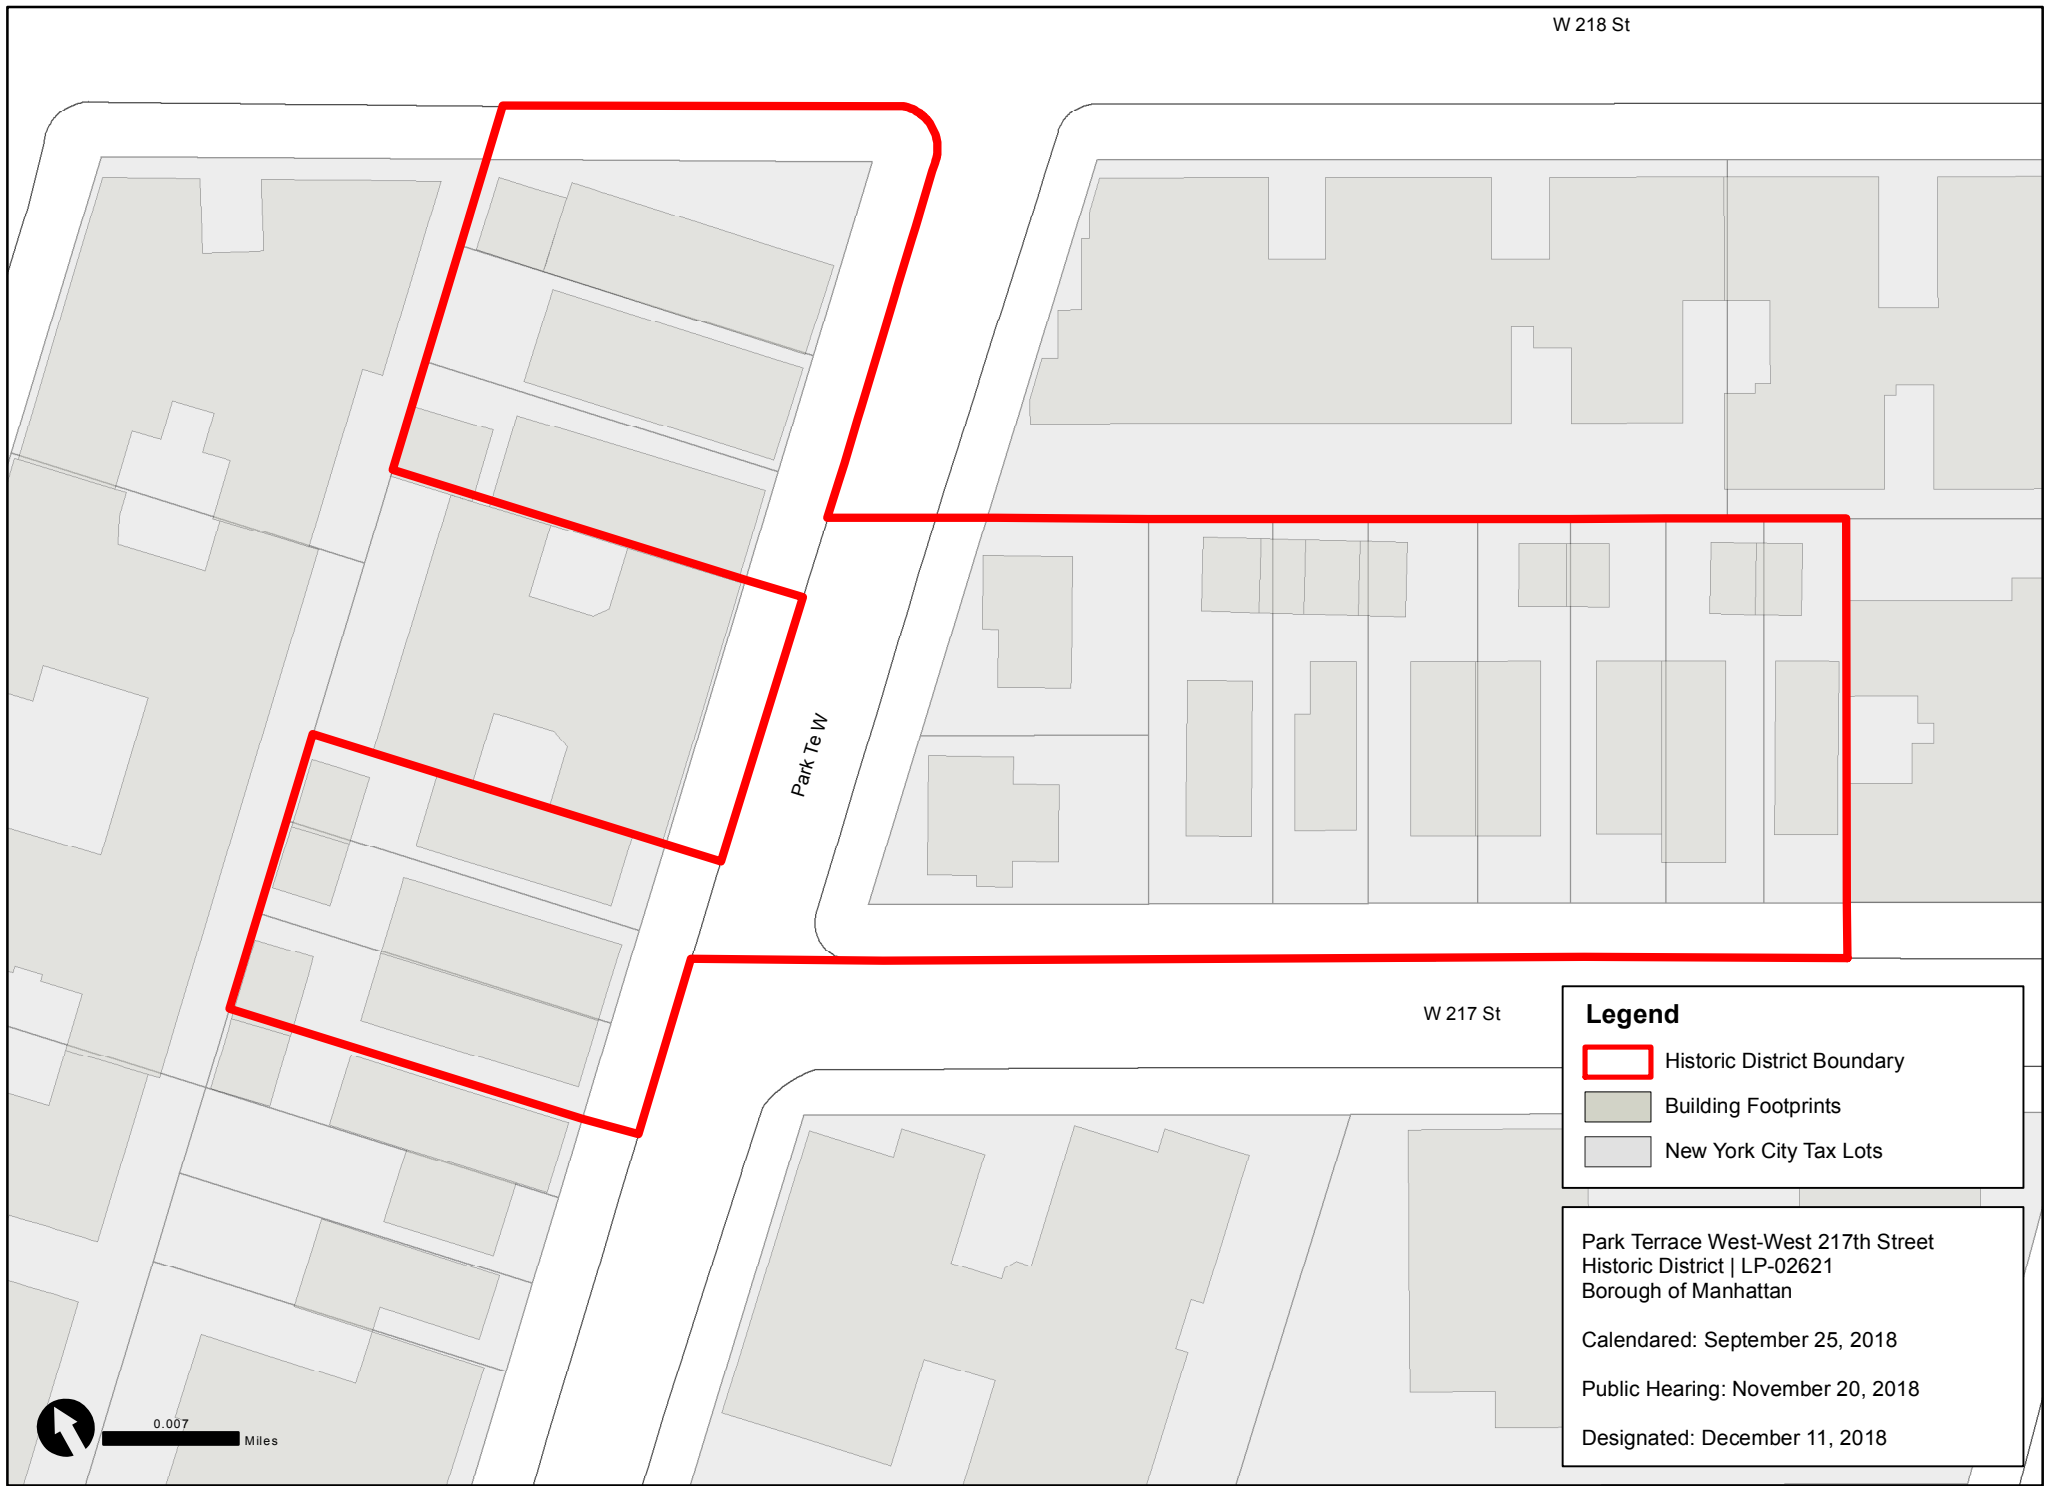 W 218 St
Park Te W
W 217 St
Legend
Historic District Boundary
Building Footprints
New York City Tax Lots
Park Terrace West-West 217th Street
Historic District | LP-02621
Borough of Manhattan
Calendared: September 25, 2018
Public Hearing: November 20, 2018
Designated: December 11, 2018
0.007
Miles